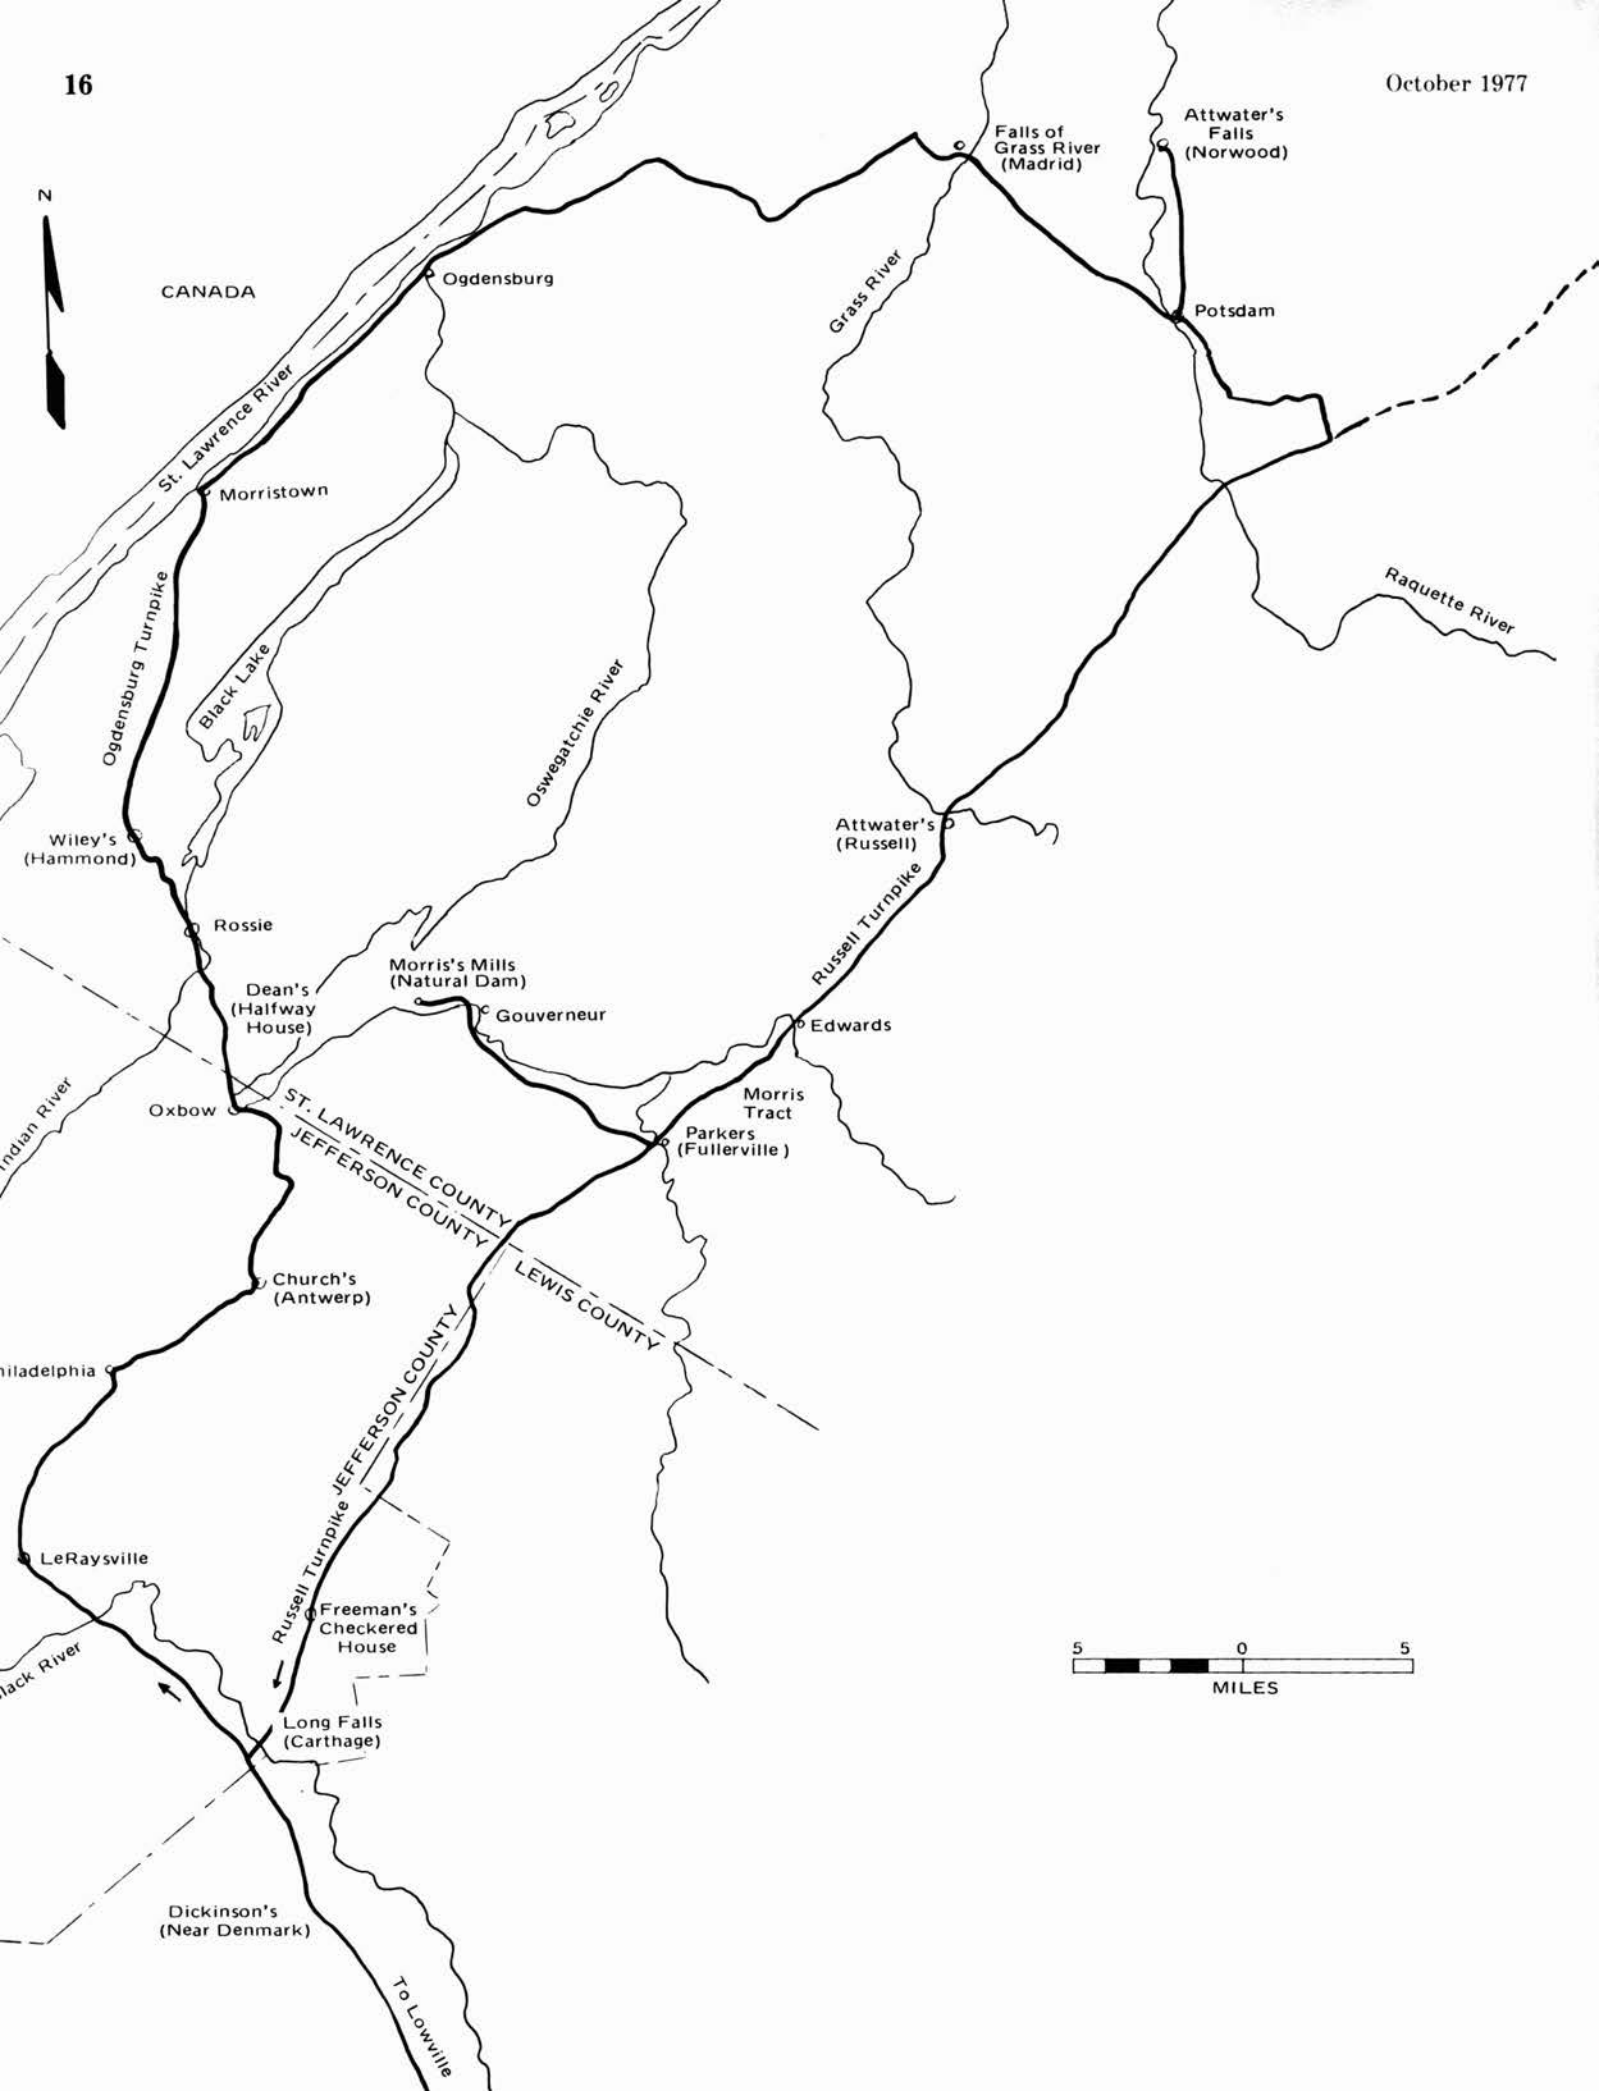 16
October 1977
Attwater's
Falls
(Norwood)
Falls of
Grass River
(Madrid)
N
CANADA
Ogdensburg
Grass River
Potsdam
St. Lawrence River
Morristown
Raquette River
Ogdensburg Turnpike
Black Lake
Oswegatchie River
Wiley's
(Hammond)
Attwater's
(Russell)
Rossie
Russell Turnpike
Morris's Mills
(Natural Dam)
Dean's
(Halfway
House)
Gouverneur
Edwards
Indian River
Oxbow
Morris
Tract
ST. LAWRENCE COUNTY
JEFFERSON COUNTY
Parkers
(Fullerville)
LEWIS COUNTY
Church's
(Antwerp)
JEFFERSON COUNTY
hiladelphia
Russell Turnpike
LeRaysville
Freeman's
Checkered
House
lack River
5 0 5
MILES
Long Falls
(Carthage)
Dickinson's
(Near Denmark)
To Lowville